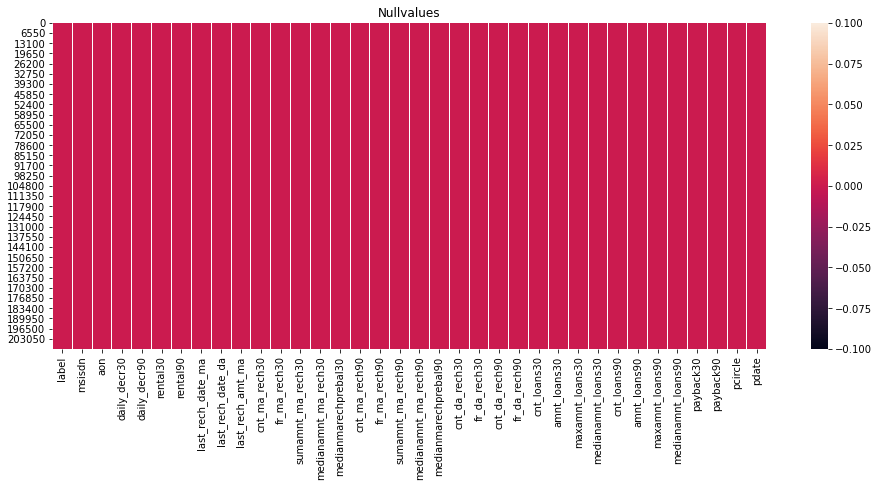 Nullvalues
0
6550
13100
19650
26200
32750
39300
45850
52400
58950
65500
72050
78600
85150
91700
98250
104800
111350
117900
124450
131000
137550
144100
150650
157200
163750
170300
176850
183400
189950
196500
203050
label
msisdn
aon
daily_decr30
daily_decr90
rental30
rental90
last_rech_date_ma
last_rech_date_da
last_rech_amt_ma
cnt_ma_rech30
fr_ma_rech30
sumamnt_ma_rech30
medianamnt_ma_rech30
medianmarechprebal30
cnt_ma_rech90
fr_ma_rech90
sumamnt_ma_rech90
medianamnt_ma_rech90
medianmarechprebal90
cnt_da_rech30
fr_da_rech30
cnt_da_rech90
fr_da_rech90
cnt_loans30
amnt_loans30
maxamnt_loans30
medianamnt_loans30
cnt_loans90
amnt_loans90
maxamnt_loans90
medianamnt_loans90
payback30
payback90
pcircle
pdate
0.100
0.075
0.050
0.025
0.000
−0.025
−0.050
−0.075
−0.100